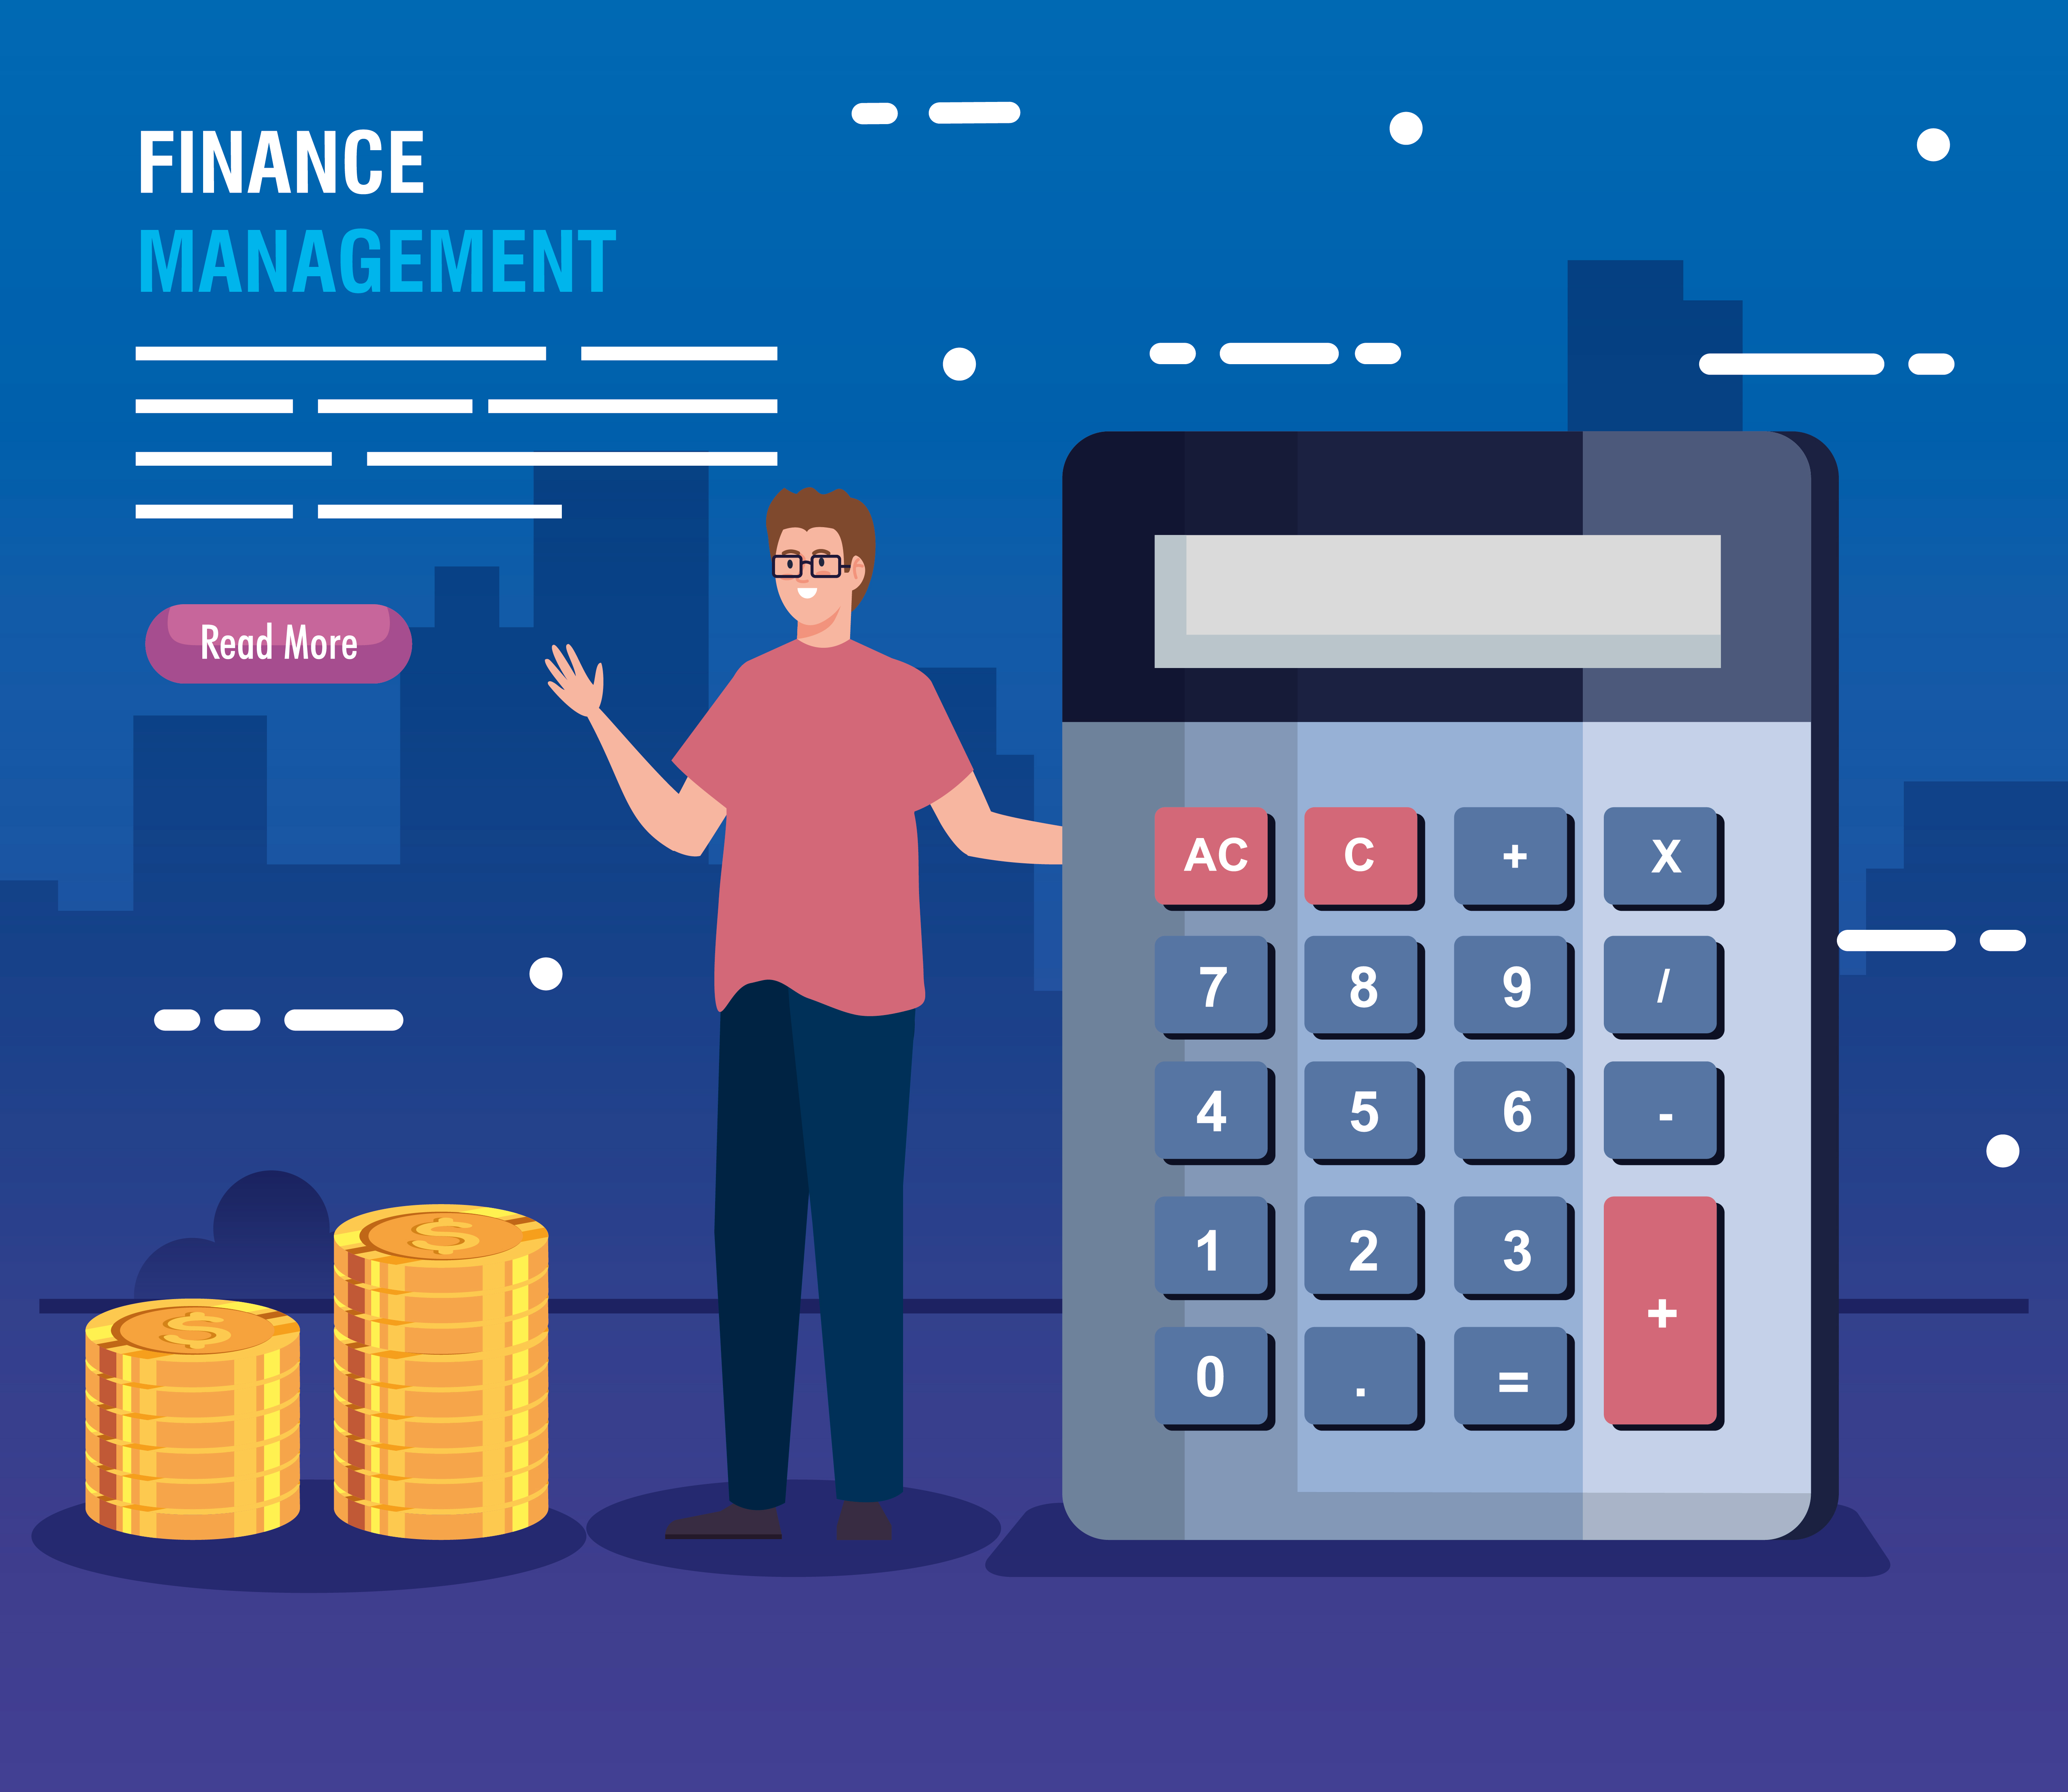 FINANCE
MANAGEMENT
Read More
AC C + X
7 8 9 /
4 5 6 -
1 2 3
+
0 . =
$
$